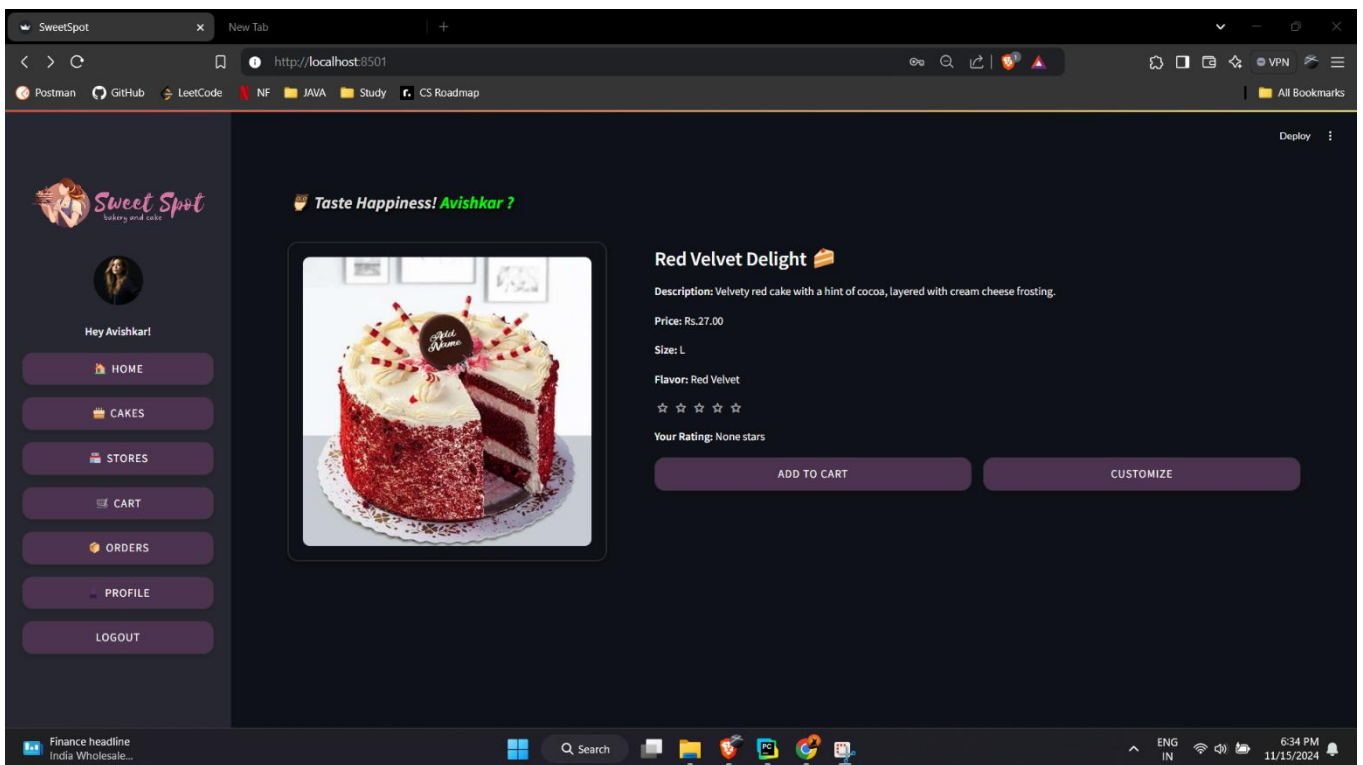 SweetSpot
New Tab
http://localhost:8501
VPN
Postman
GitHub
LeetCode
NF
JAVA
Study
CS Roadmap
All Bookmarks
Deploy
Sweet Spot
bakery and cake
Hey Avishkar!
HOME
CAKES
STORES
CART
ORDERS
PROFILE
LOGOUT
Taste Happiness! Avishkar ?
Add
Name
Red Velvet Delight
Description: Velvety red cake with a hint of cocoa, layered with cream cheese frosting.
Price: Rs.27.00
Size: L
Flavor: Red Velvet
Your Rating: None stars
ADD TO CART
CUSTOMIZE
Finance headline
India Wholesale...
Search
PC
ENG
IN
6:34 PM
11/15/2024